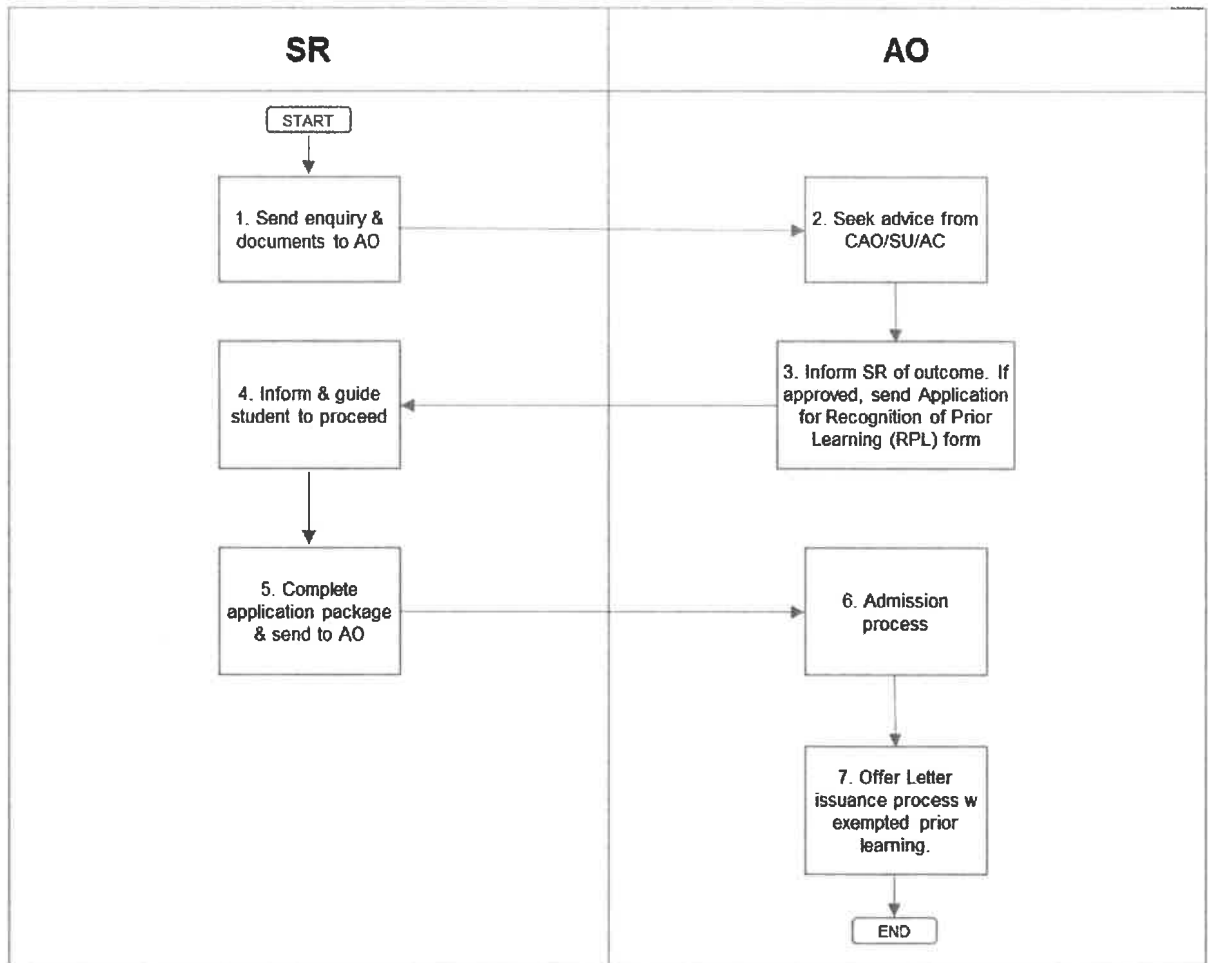 SR
AO
START
1. Send enquiry &
documents to AO
2. Seek advice from
CAO/SU/AC
3. Inform SR of outcome. If
approved, send Application
for Recognition of Prior
Learning (RPL) form
4. Inform & guide
student to proceed
5. Complete
application package
& send to AO
6. Admission
process
7. Offer Letter
issuance process w
exempted prior
learning.
END